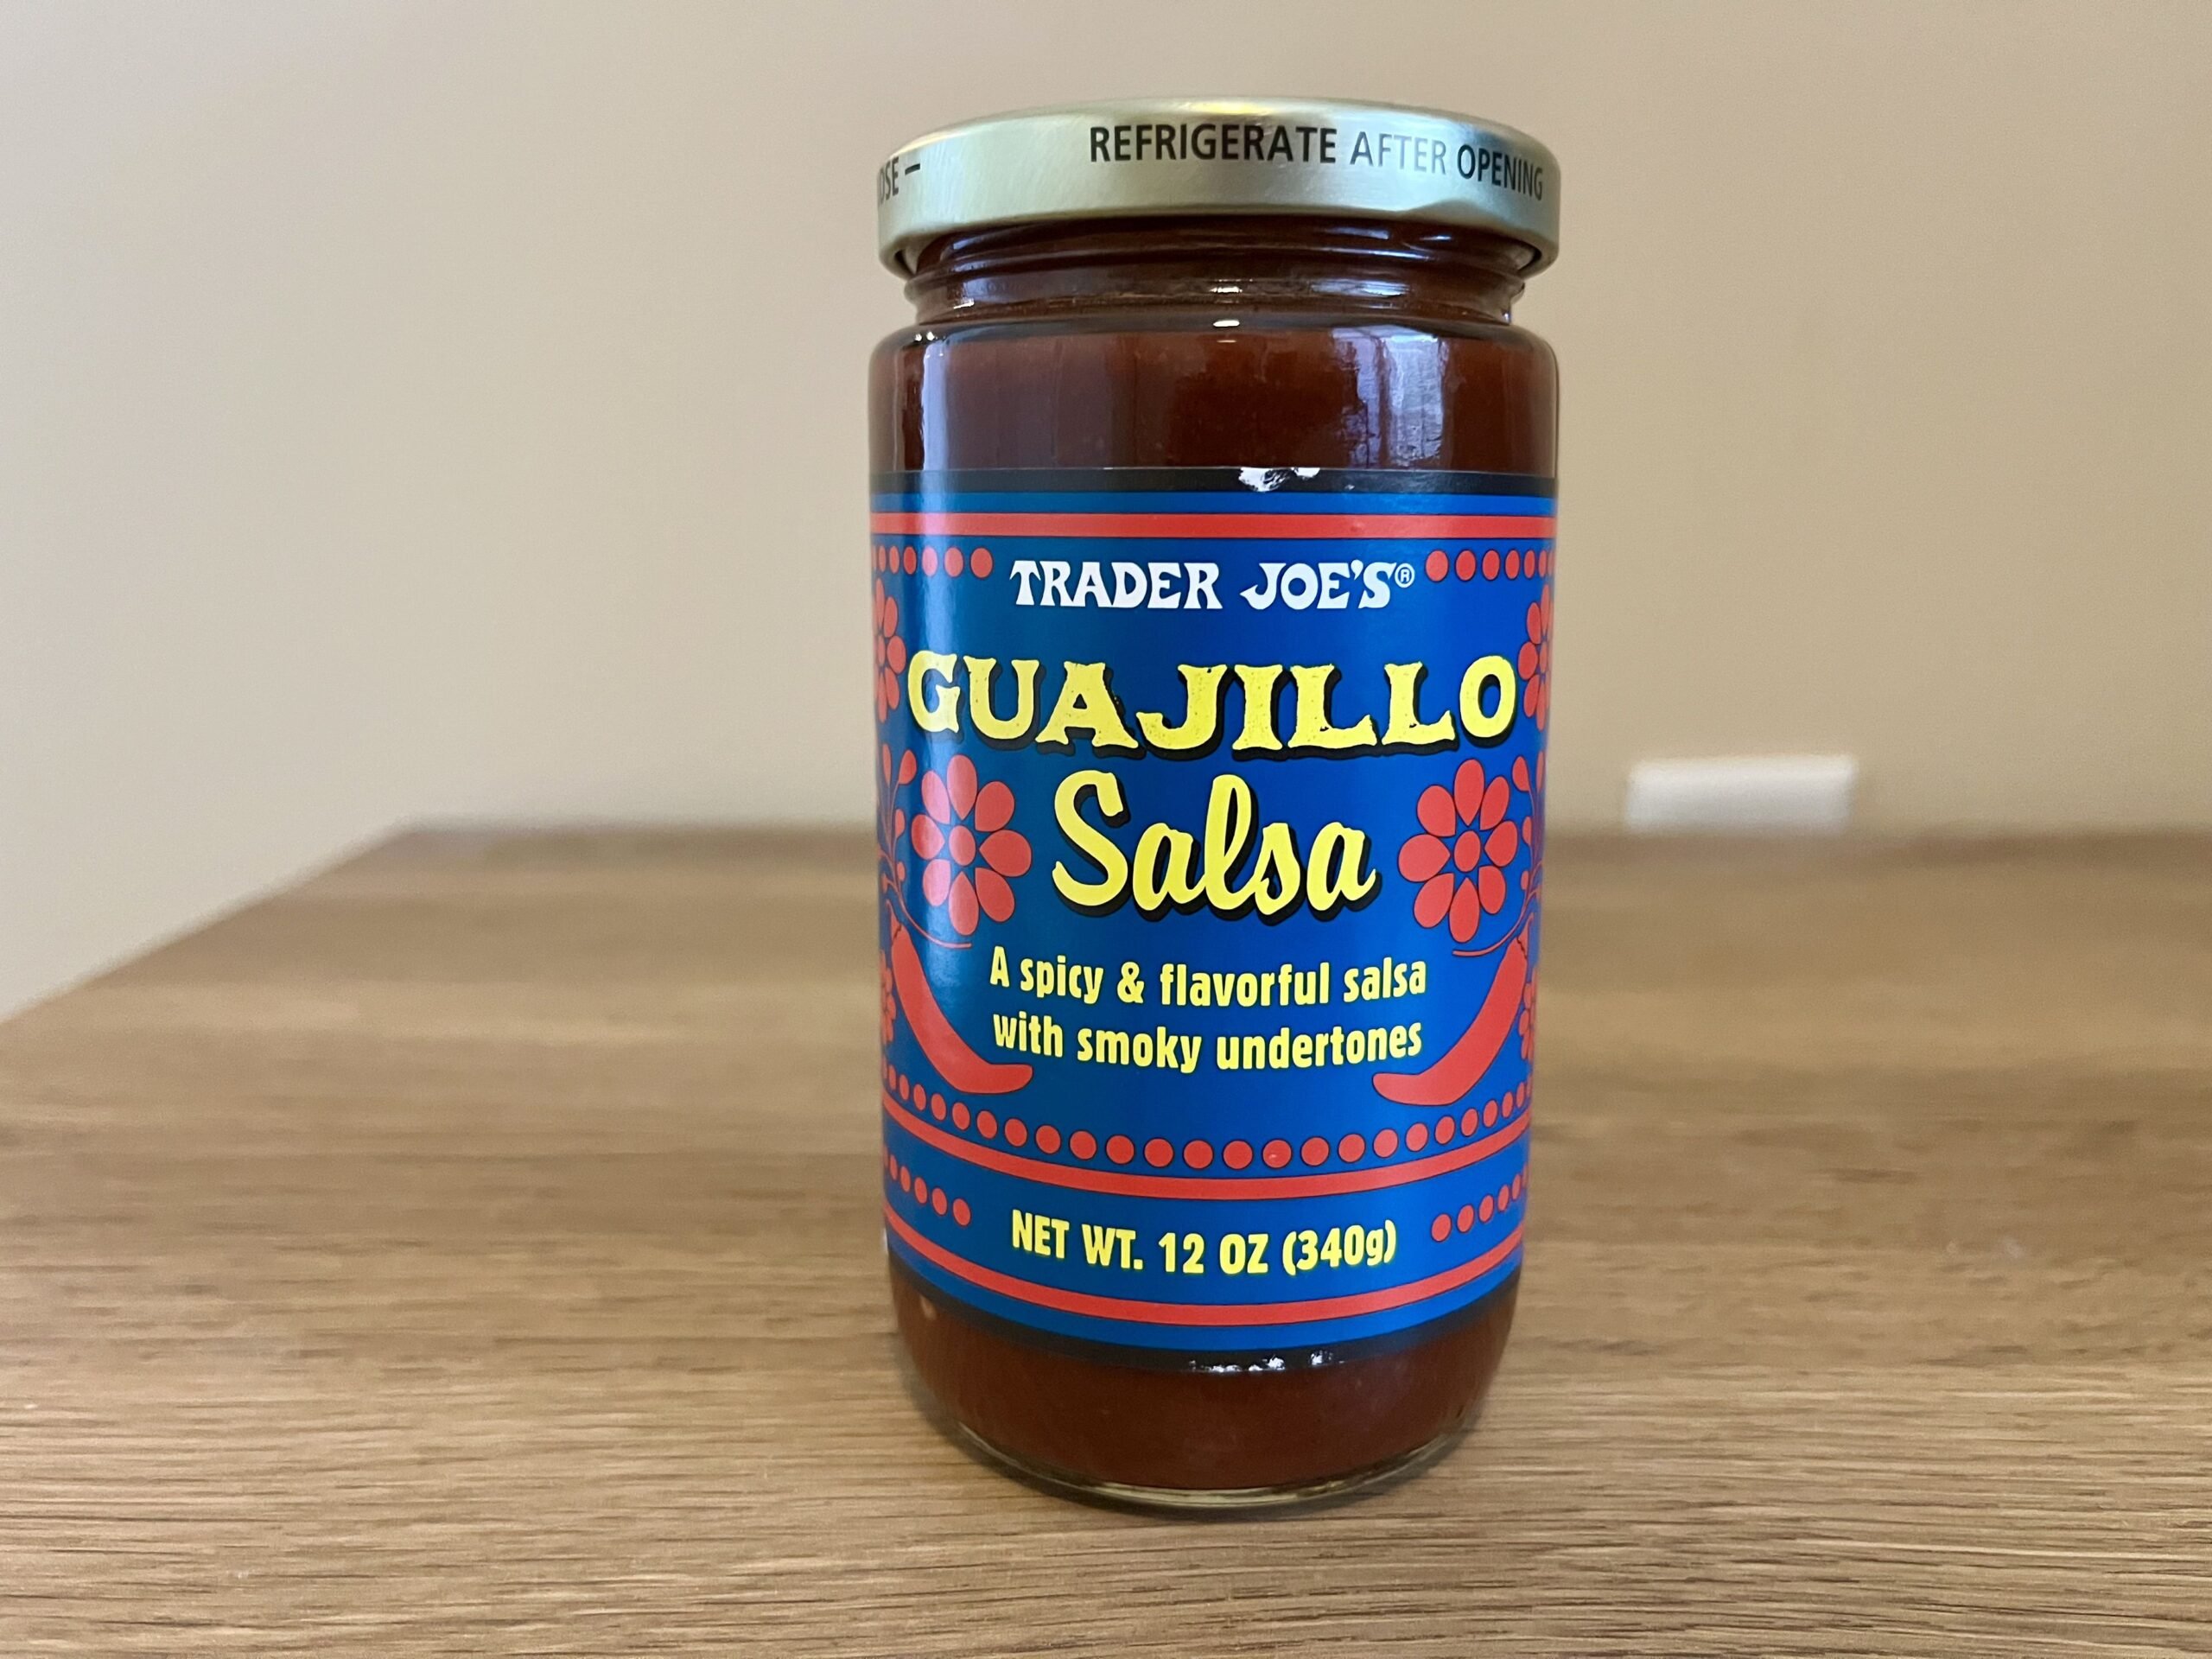 REFRIGERATE AFTER OPENING
TRADER JOE'S®
GUAJILLO
Salsa
A spicy & flavorful salsa
with smoky undertones
NET WT. 12 OZ (340g)